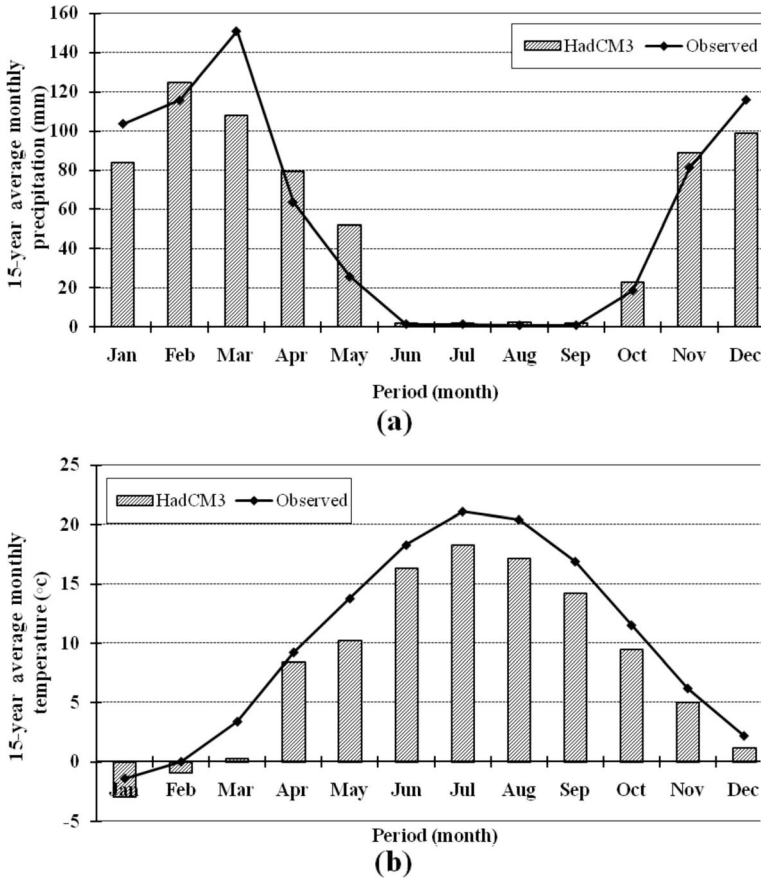 15-year average monthly
precipitation (mm)
160
140
120
100
80
60
40
20
0
HadCM3
Observed
Jan Feb Mar Apr May Jun Jul Aug Sep Oct Nov Dec
Period (month)
(a)
15-year average monthly
temperature (°c)
25
20
15
10
5
0
-5
HadCM3
Observed
Jan Feb Mar Apr May Jun Jul Aug Sep Oct Nov Dec
Period (month)
(b)